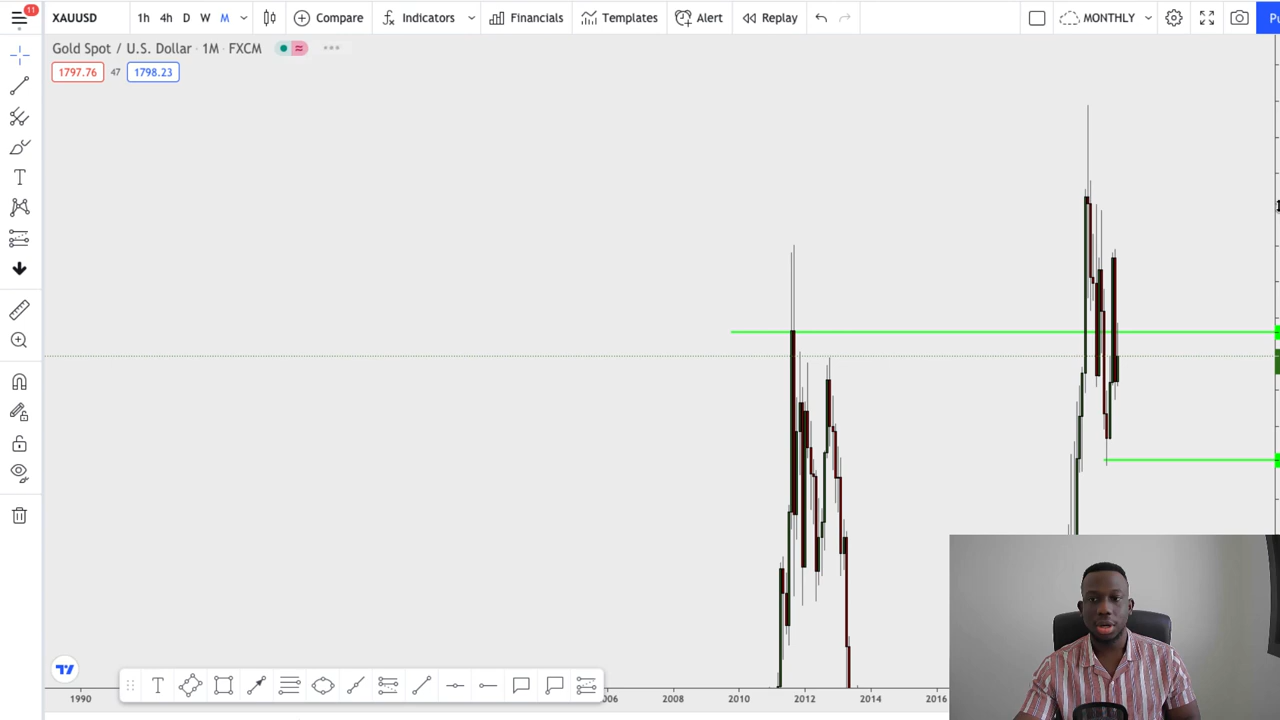 11
XAUUSD 1h 4h D W M Compare Indicators Financials Templates Alert Replay MONTHLY
Gold Spot / U.S. Dollar · 1M · FXCM
1797.76 47 1798.23
T
T
1990 2008 2010 2012 2014 2016